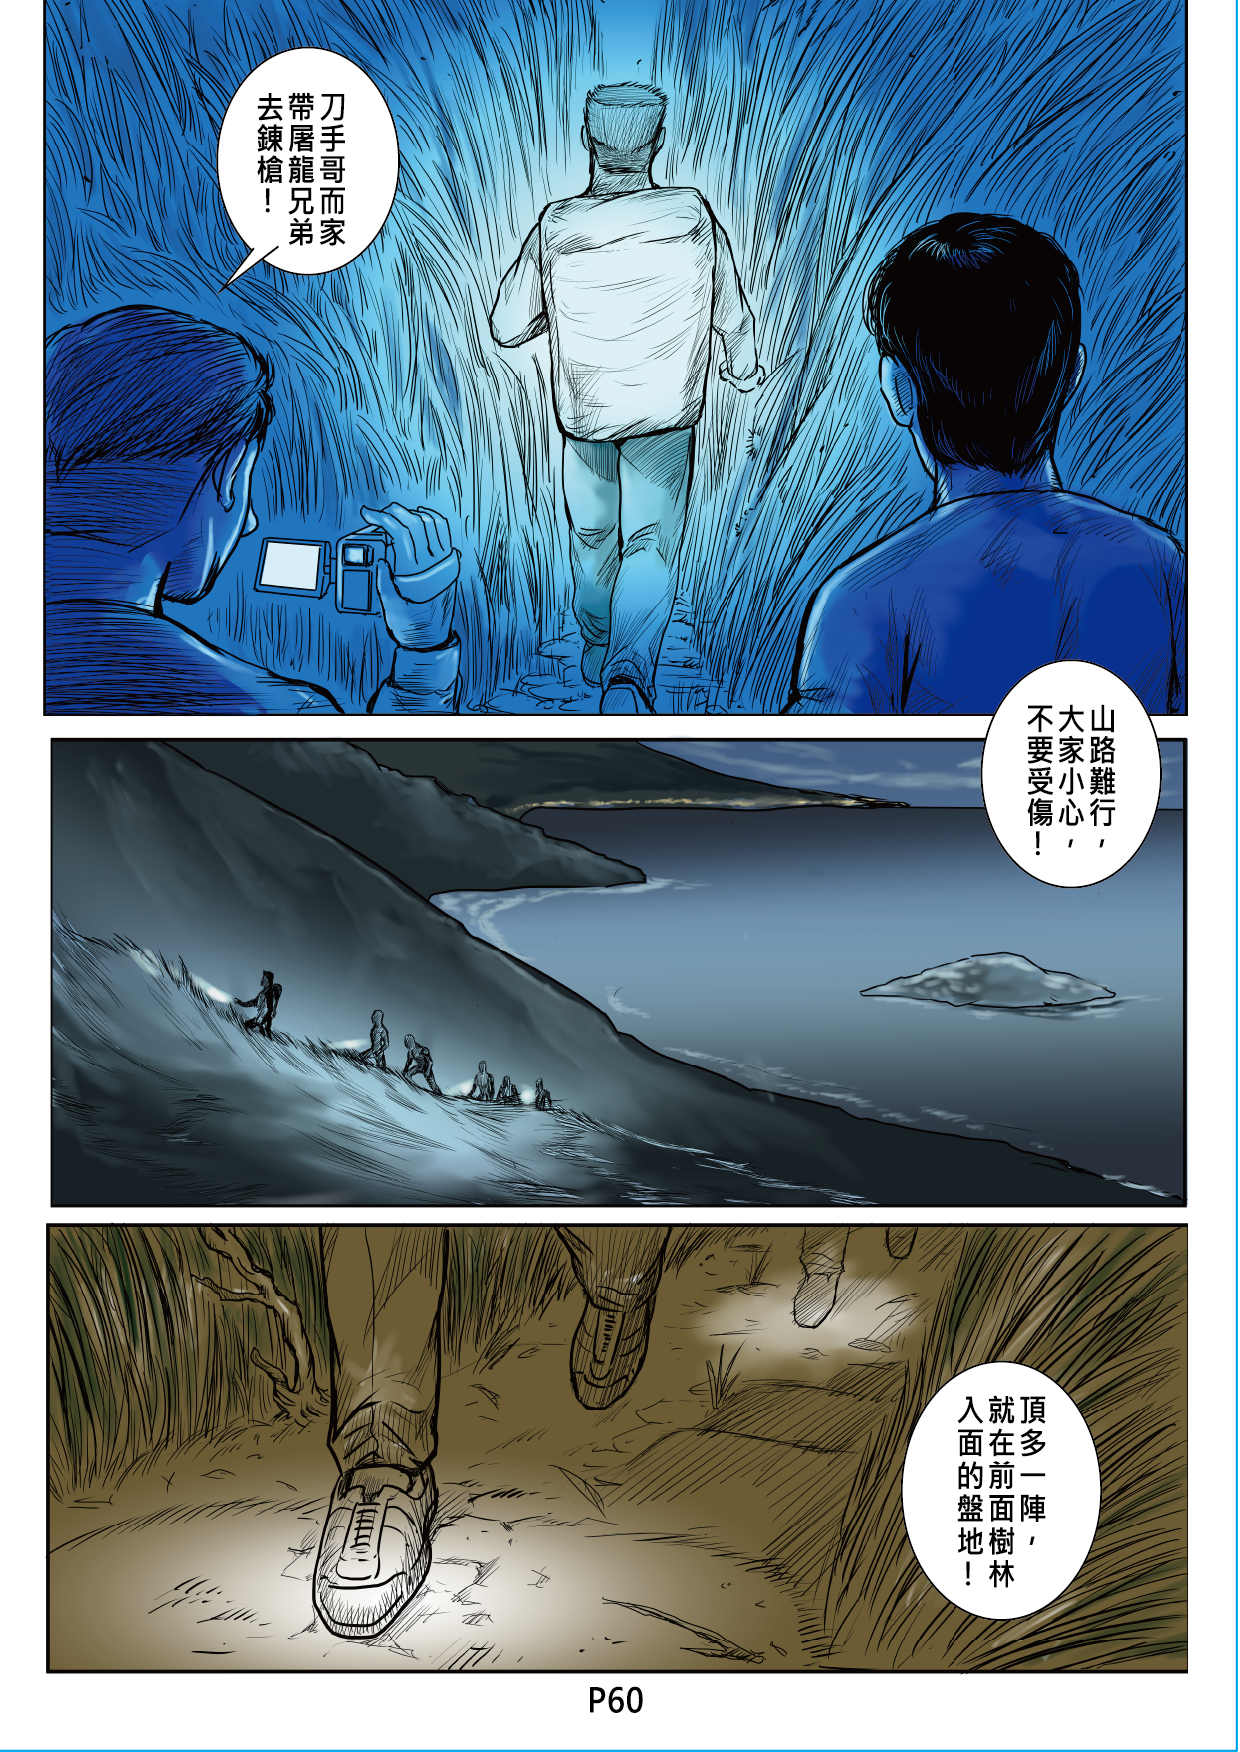 刀手哥而家
帶屠龍兄弟
去鍊槍！
山路難行，
大家小心，
不要受傷！
頂多一陣，
就在前面樹林
入面的盤地！
P60